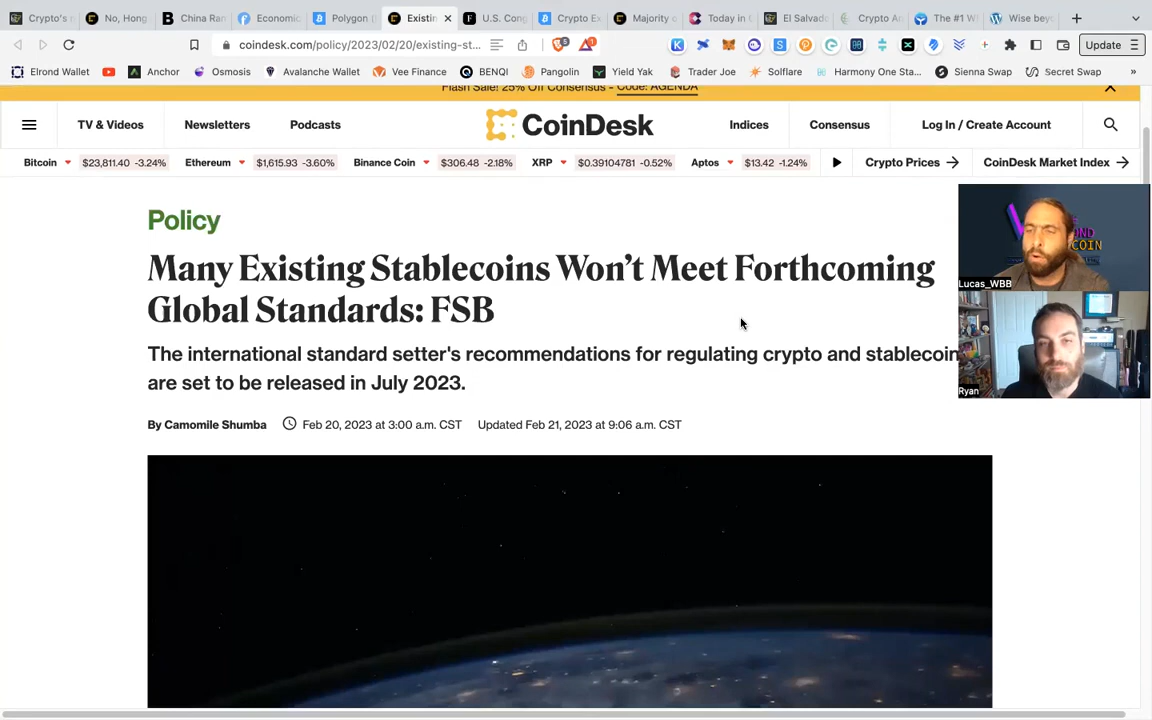 Crypto's r
No, Hong
China Ran
Economic
Polygon (
Existin
U.S. Cong
Crypto Ex
Majority o
Today in C
El Salvado
Crypto Aw
The #1 W
Wise bey
coindesk.com/policy/2023/02/20/existing-st...
Update
Elrond Wallet
Anchor
Osmosis
Avalanche Wallet
Vee Finance
BENQI
Pangolin
Yield Yak
Trader Joe
Solflare
Harmony One Sta...
Sienna Swap
Secret Swap
Flash Sale! 25% Off Consensus - Code: AGENDA
TV & Videos
Newsletters
Podcasts
CoinDesk
Indices
Consensus
Log In / Create Account
Bitcoin $23,811.40 -3.24%
Ethereum $1,615.93 -3.60%
Binance Coin $306.48 -2.18%
XRP $0.39104781 -0.52%
Aptos $13.42 -1.24%
Crypto Prices
CoinDesk Market Index
Policy
Many Existing Stablecoins Won't Meet Forthcoming
Global Standards: FSB
The international standard setter's recommendations for regulating crypto and stablecoin
are set to be released in July 2023.
By Camomile Shumba Feb 20, 2023 at 3:00 a.m. CST Updated Feb 21, 2023 at 9:06 a.m. CST
Lucas_WBB
Ryan